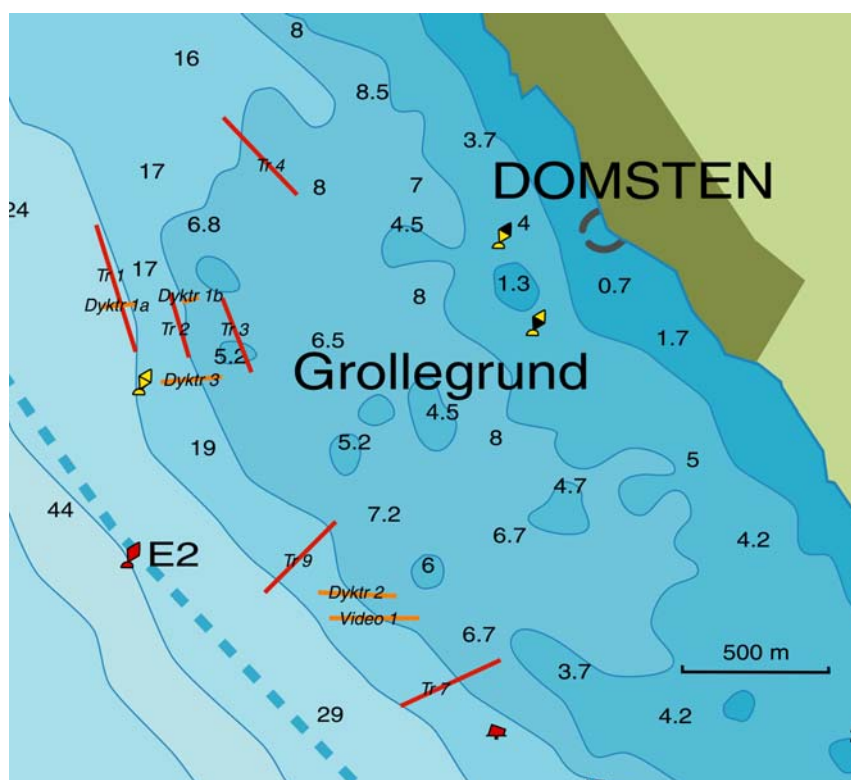 8
16
8.5
3.7
Tr 4
17
8
7
DOMSTEN
24
6.8
4.5
4
Tr 1
17
Dyktr 1b
8
1.3
0.7
Dyktr 1a
Tr 2
Tr 3
6.5
1.7
5.2
Grollegrund
Dyktr 3
4.5
19
5.2
8
5
4.7
44
7.2
6.7
4.2
E2
Tr 9
6
Dyktr 2
Video 1
6.7
500 m
3.7
Tr 7
29
4.2